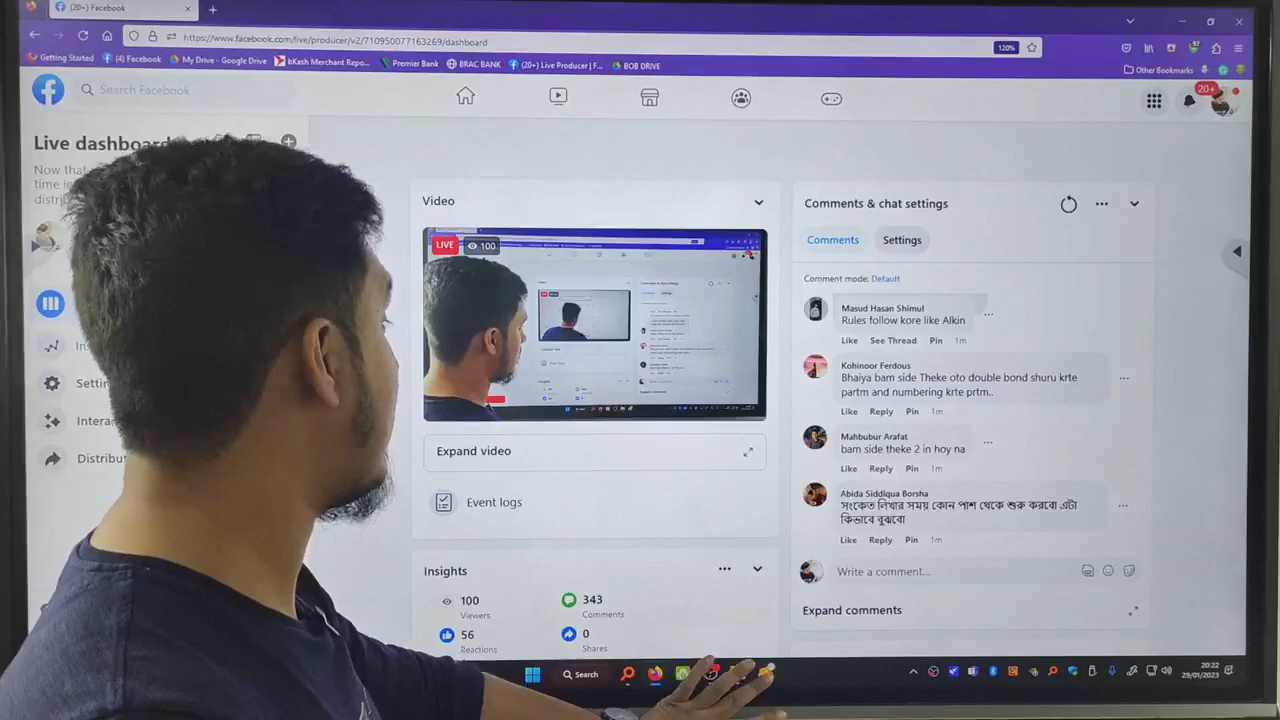 (20+) Facebook
https://www.facebook.com/live/producer/v2/710950077163269/dashboard
120%
Getting Started
(4) Facebook
My Drive - Google Drive
bKash Merchant Repo...
Premier Bank
BRAC BANK
(20+) Live Producer | F...
BOB DRIVE
Other Bookmarks
Search Facebook
20+
Live dashboard
Now that
time
distri
Setti
Intera
Distribut
Video
LIVE
100
Expand video
Event logs
Insights
100
Viewers
343
Comments
56
Reactions
0
Shares
Comments & chat settings
Comments
Settings
Comment mode: Default
Masud Hasan Shimul
Rules follow kore like Alkin
Like See Thread Pin 1m
Kohinoor Ferdous
Bhaiya bam side Theke oto double bond shuru krte
partm and numbering krte prtm..
Like Reply Pin 1m
Mahbubur Arafat
bam side theke 2 in hoy na
Like Reply Pin 1m
Abida Siddiqua Borsha
সংকেত লিখার সময় কোন পাশ থেকে শুরু করবো এটা
কিভাবে বুঝবো
Like Reply Pin 1m
Write a comment...
Expand comments
Search
20:22
29/01/2023